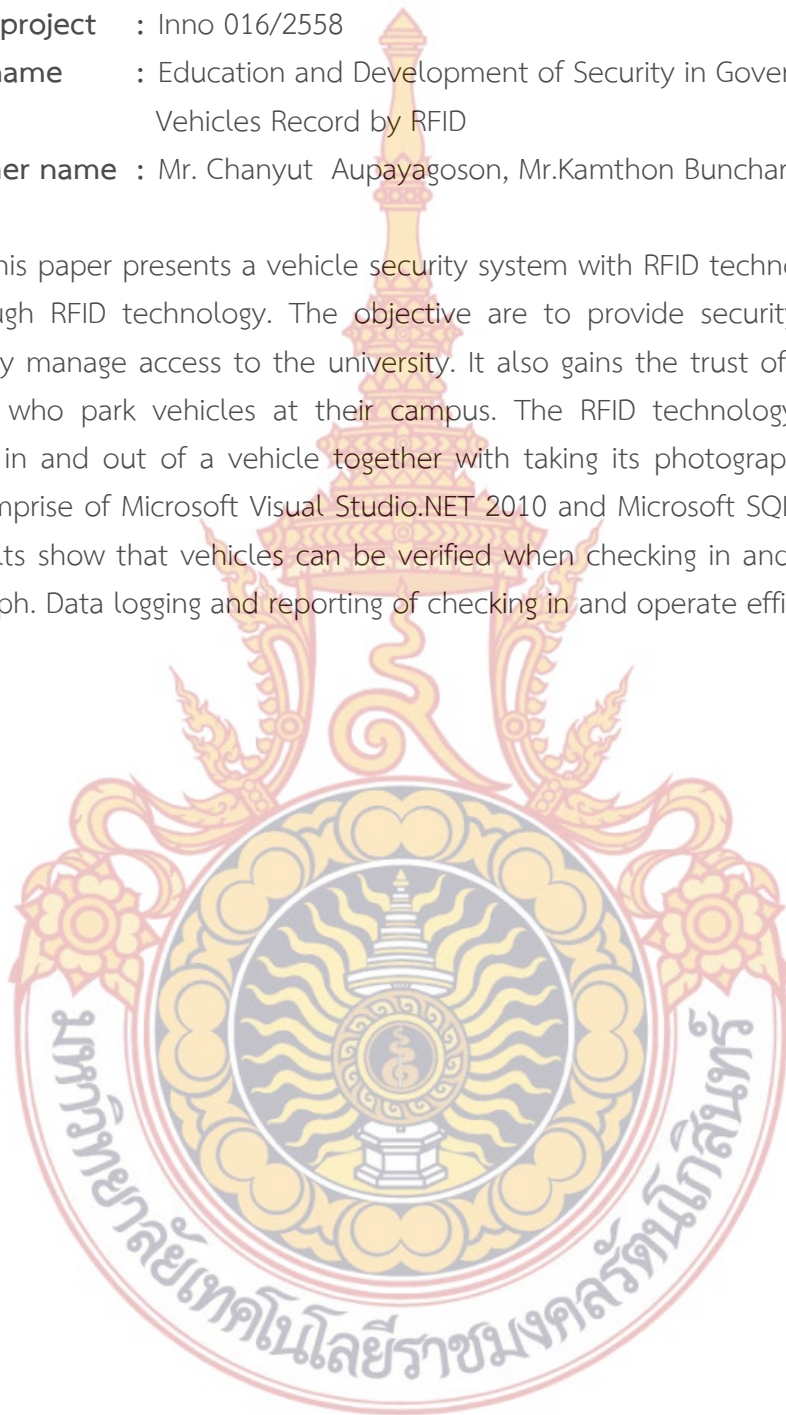 project : Inno 016/2558
name : Education and Development of Security in Gover
Vehicles Record by RFID
er name : Mr. Chanyut Aupayagoson, Mr.Kamthon Bunchar
his paper presents a vehicle security system with RFID techn
ugh RFID technology. The objective are to provide security
y manage access to the university. It also gains the trust of
who park vehicles at their campus. The RFID technology
in and out of a vehicle together with taking its photograp
mprise of Microsoft Visual Studio.NET 2010 and Microsoft SQL
lts show that vehicles can be verified when checking in and
ph. Data logging and reporting of checking in and operate effi
มหาวิทยาลัยเทคโนโลยีราชมงคลรัตนโกสินทร์